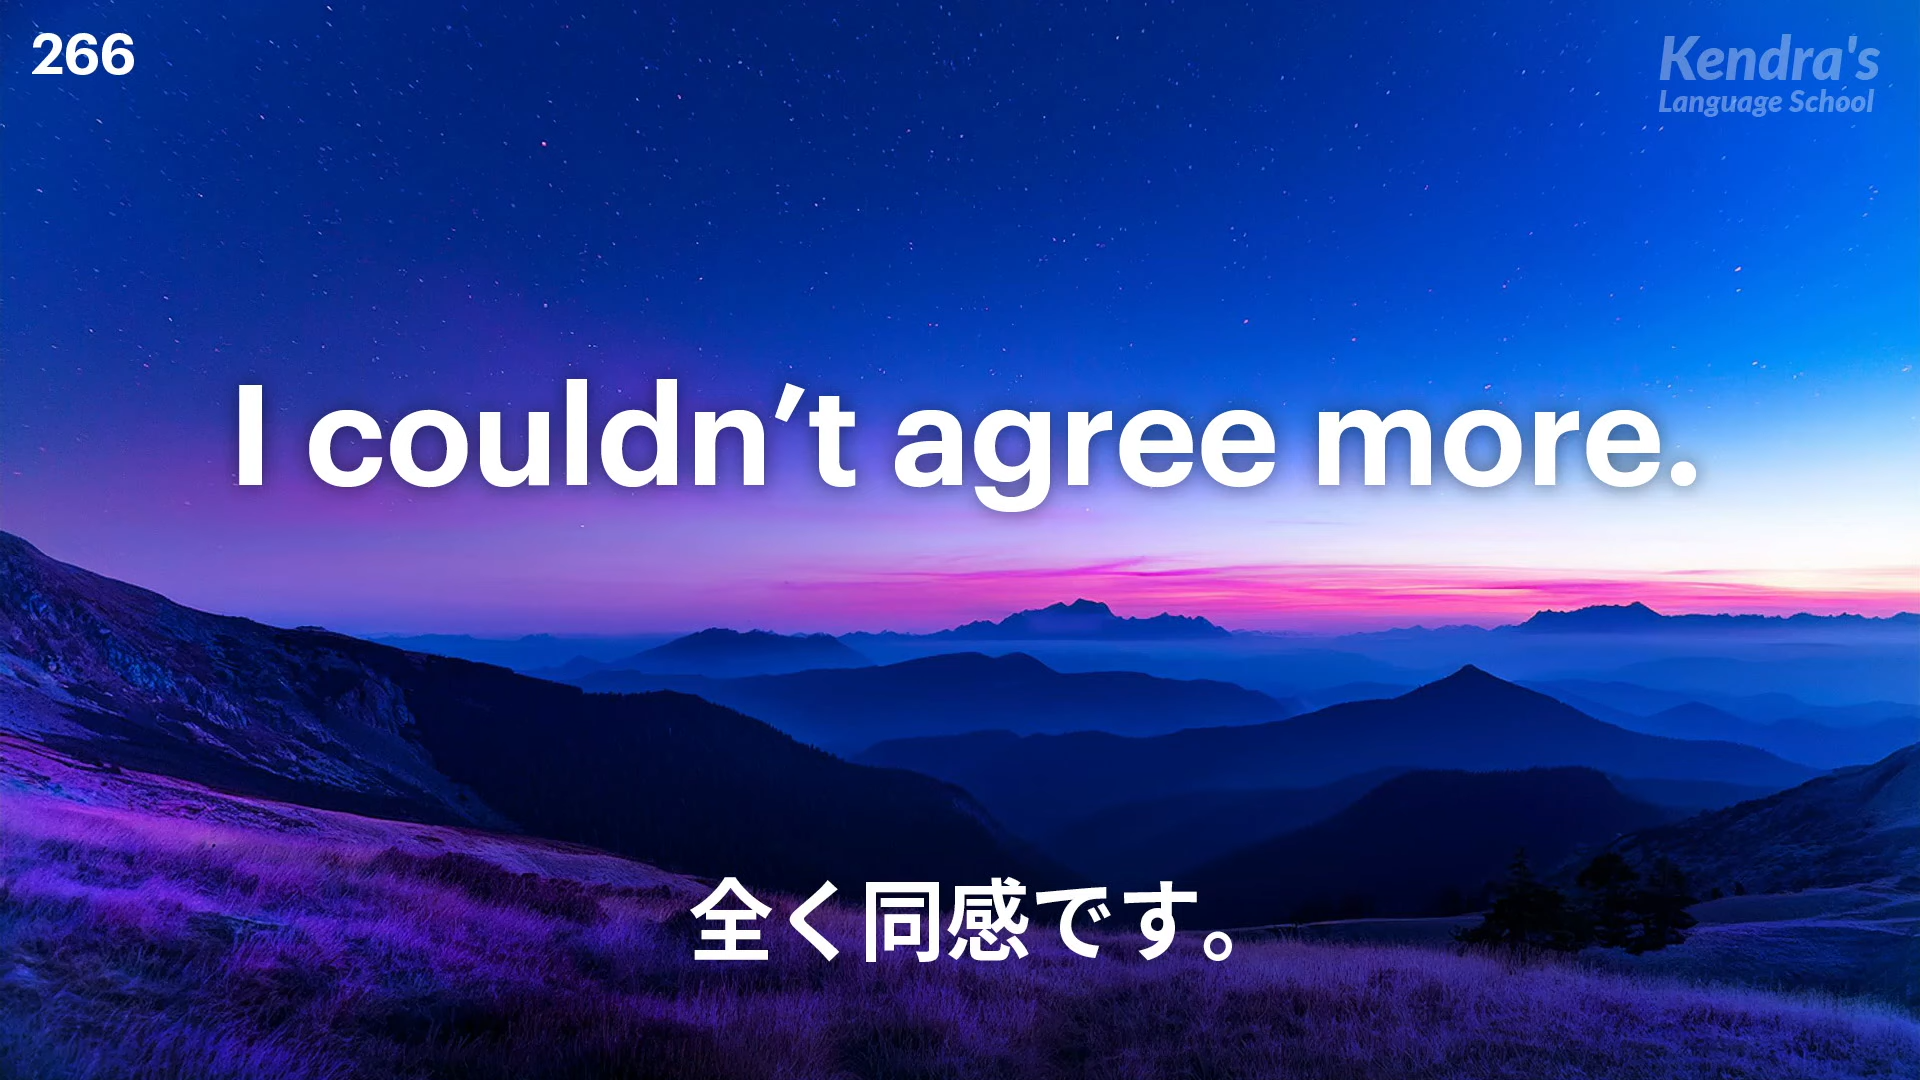 266
Kendra's
Language School
I couldn’t agree more.
全く同感です。